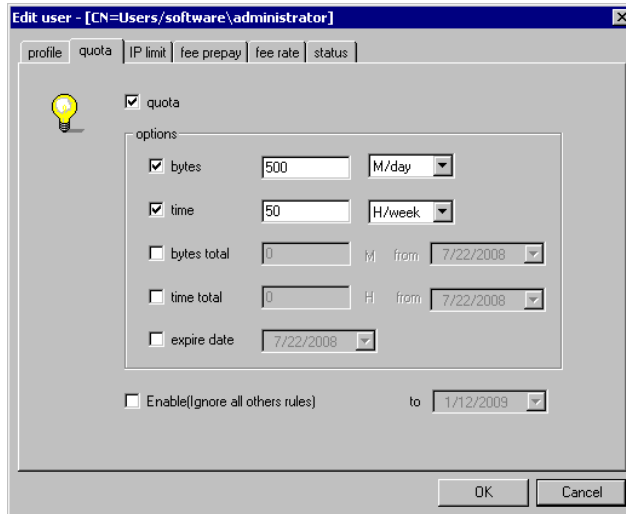 Edit user - [CN=Users/software\administrator]
profile quota IP limit fee prepay fee rate status
quota
options
bytes 500 M/day
time 50 H/week
bytes total 0 M from 7/22/2008
time total 0 H from 7/22/2008
expire date 7/22/2008
Enable(Ignore all others rules) to 1/12/2009
OK Cancel